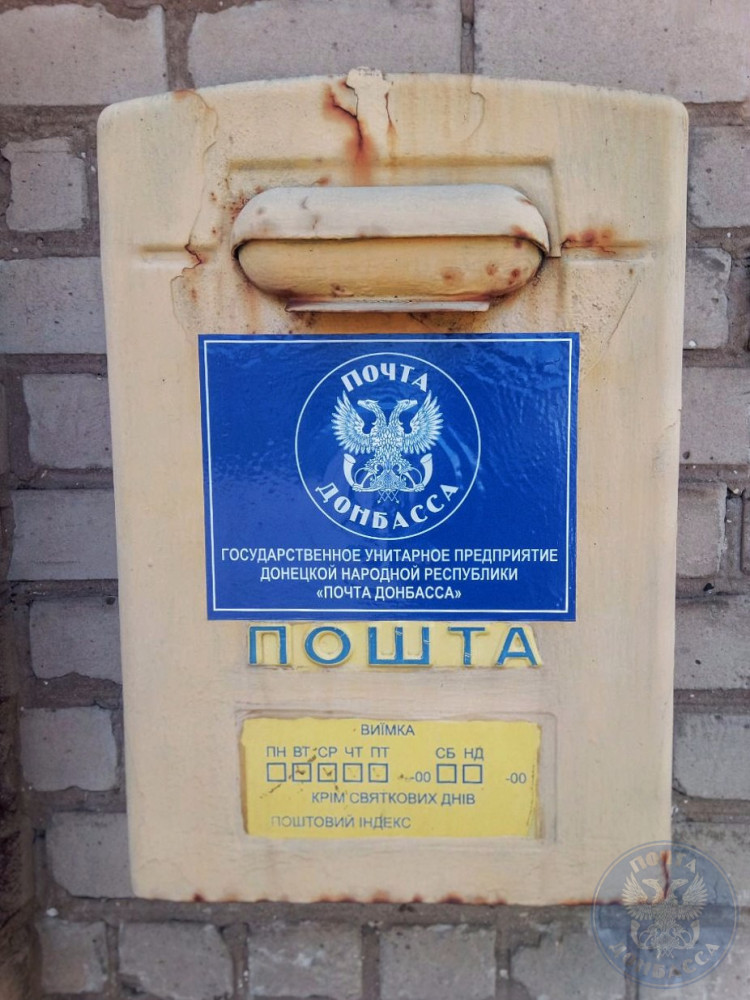 ПОЧТА
ДОНБАССА
ГОСУДАРСТВЕННОЕ УНИТАРНОЕ ПРЕДПРИЯТИЕ
ДОНЕЦКОЙ НАРОДНОЙ РЕСПУБЛИКИ
«ПОЧТА ДОНБАССА»
ПОШТА
ВИЇМКА
ПН ВТ СР ЧТ ПТ СБ НД
-00 -00
КРІМ СВЯТКОВИХ ДНІВ
ПОШТОВИЙ ІНДЕКС
ПОЧТА
ДОНБАССА